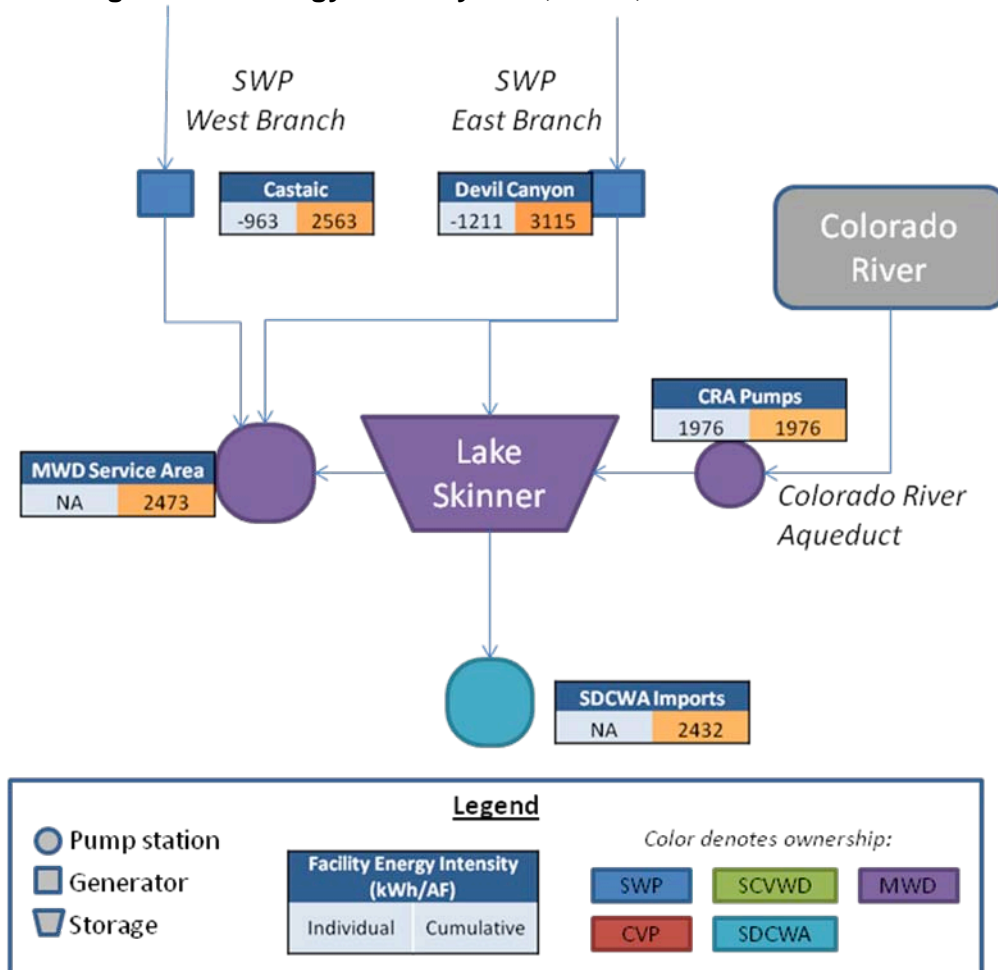 SWP
West Branch
SWP
East Branch
Castaic
-963 2563
Devil Canyon
-1211 3115
Colorado
River
CRA Pumps
1976 1976
Lake
Skinner
MWD Service Area
NA 2473
Colorado River
Aqueduct
SDCWA Imports
NA 2432
Legend
Pump station
Generator
Storage
Facility Energy Intensity
(kWh/AF)
Individual Cumulative
Color denotes ownership:
SWP SCVWD MWD
CVP SDCWA